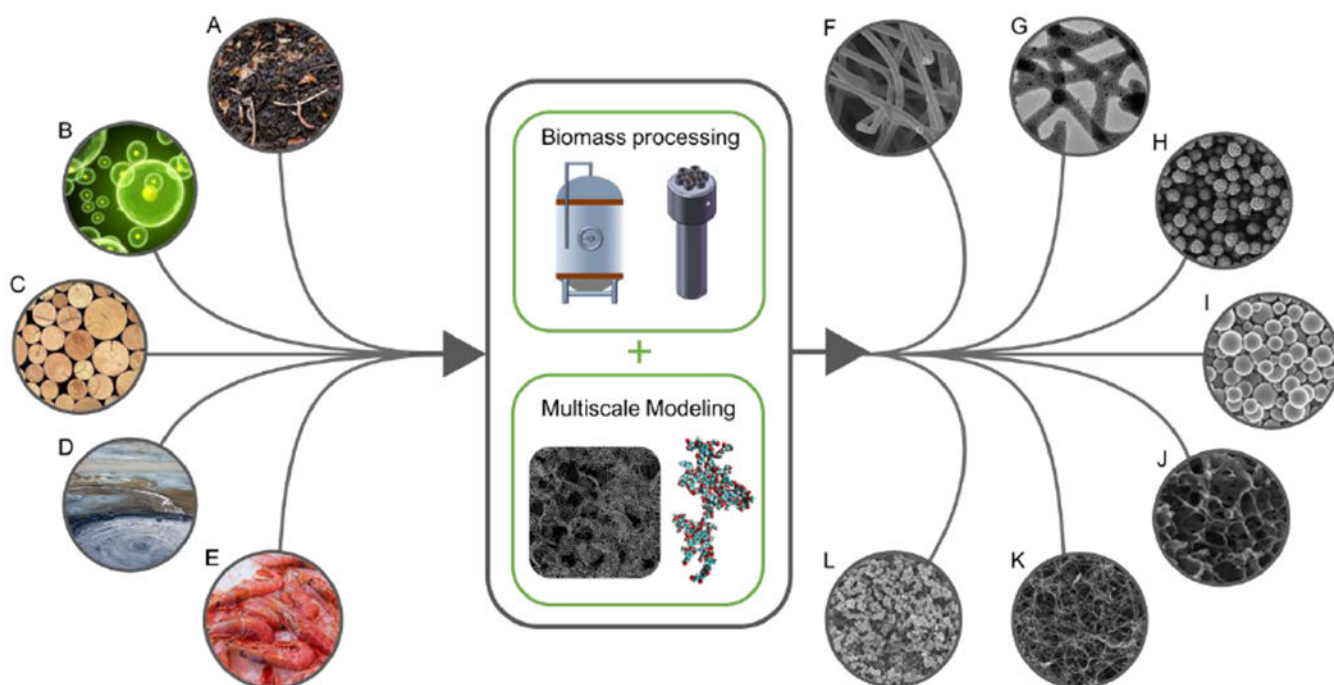 A
B
C
D
E
Biomass processing
+
Multiscale Modeling
F
G
H
I
J
K
L